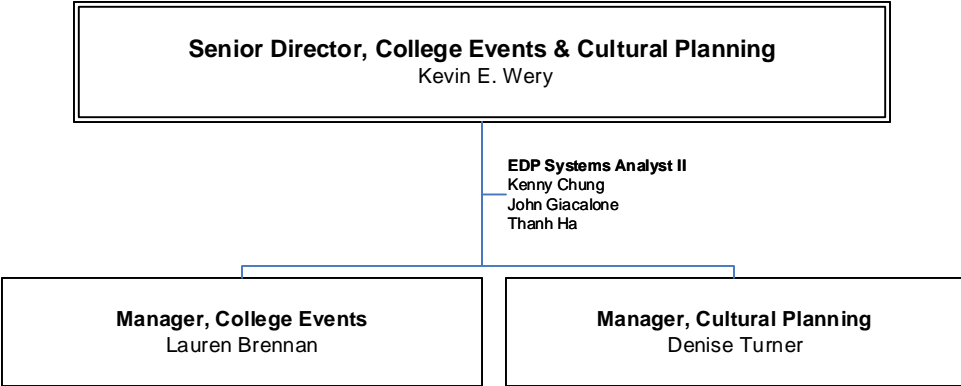 Senior Director, College Events & Cultural Planning
Kevin E. Wery
EDP Systems Analyst II
Kenny Chung
John Giacalone
Thanh Ha
Manager, College Events
Lauren Brennan
Manager, Cultural Planning
Denise Turner